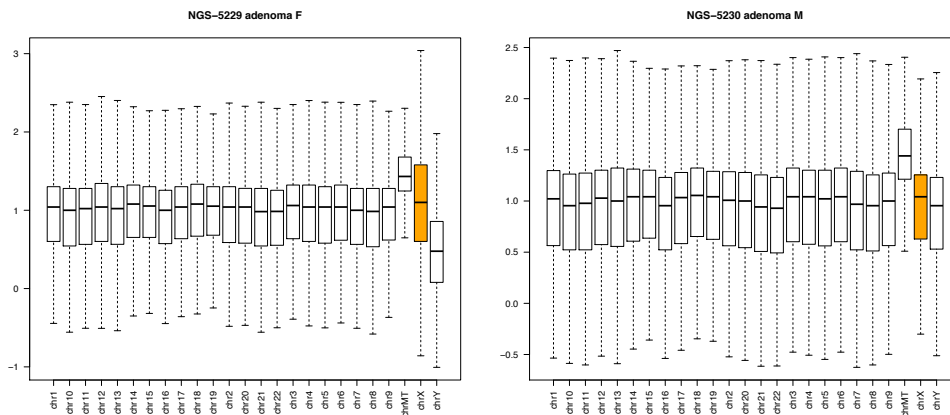 NGS−5229 adenoma F
3
2
1
0
−1
chr1
chr10
chr11
chr12
chr13
chr14
chr15
chr16
chr17
chr18
chr19
chr2
chr20
chr21
chr22
chr3
chr4
chr5
chr6
chr7
chr8
chr9
chrMT
chrX
chrY
NGS−5230 adenoma M
2.5
2.0
1.5
1.0
0.5
0.0
−0.5
chr1
chr10
chr11
chr12
chr13
chr14
chr15
chr16
chr17
chr18
chr19
chr2
chr20
chr21
chr22
chr3
chr4
chr5
chr6
chr7
chr8
chr9
chrMT
chrX
chrY